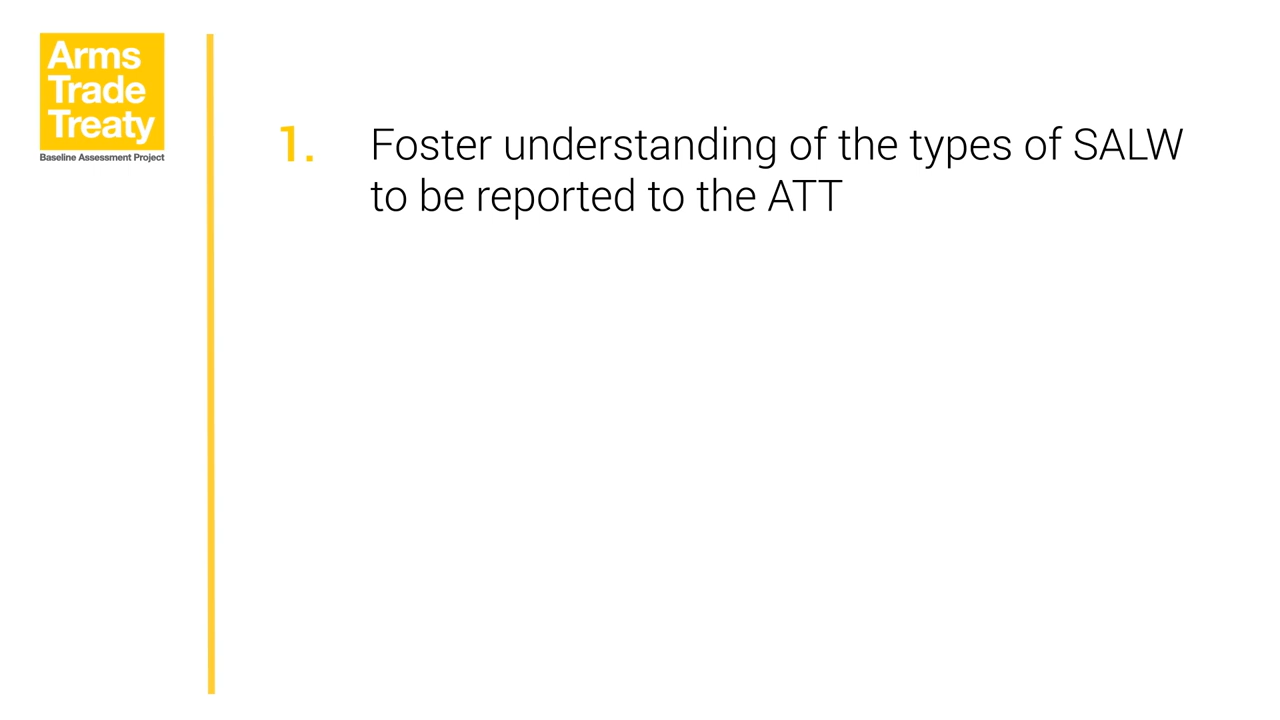 Arms
Trade
Treaty
Baseline Assessment Project
1. Foster understanding of the types of SALW
to be reported to the ATT